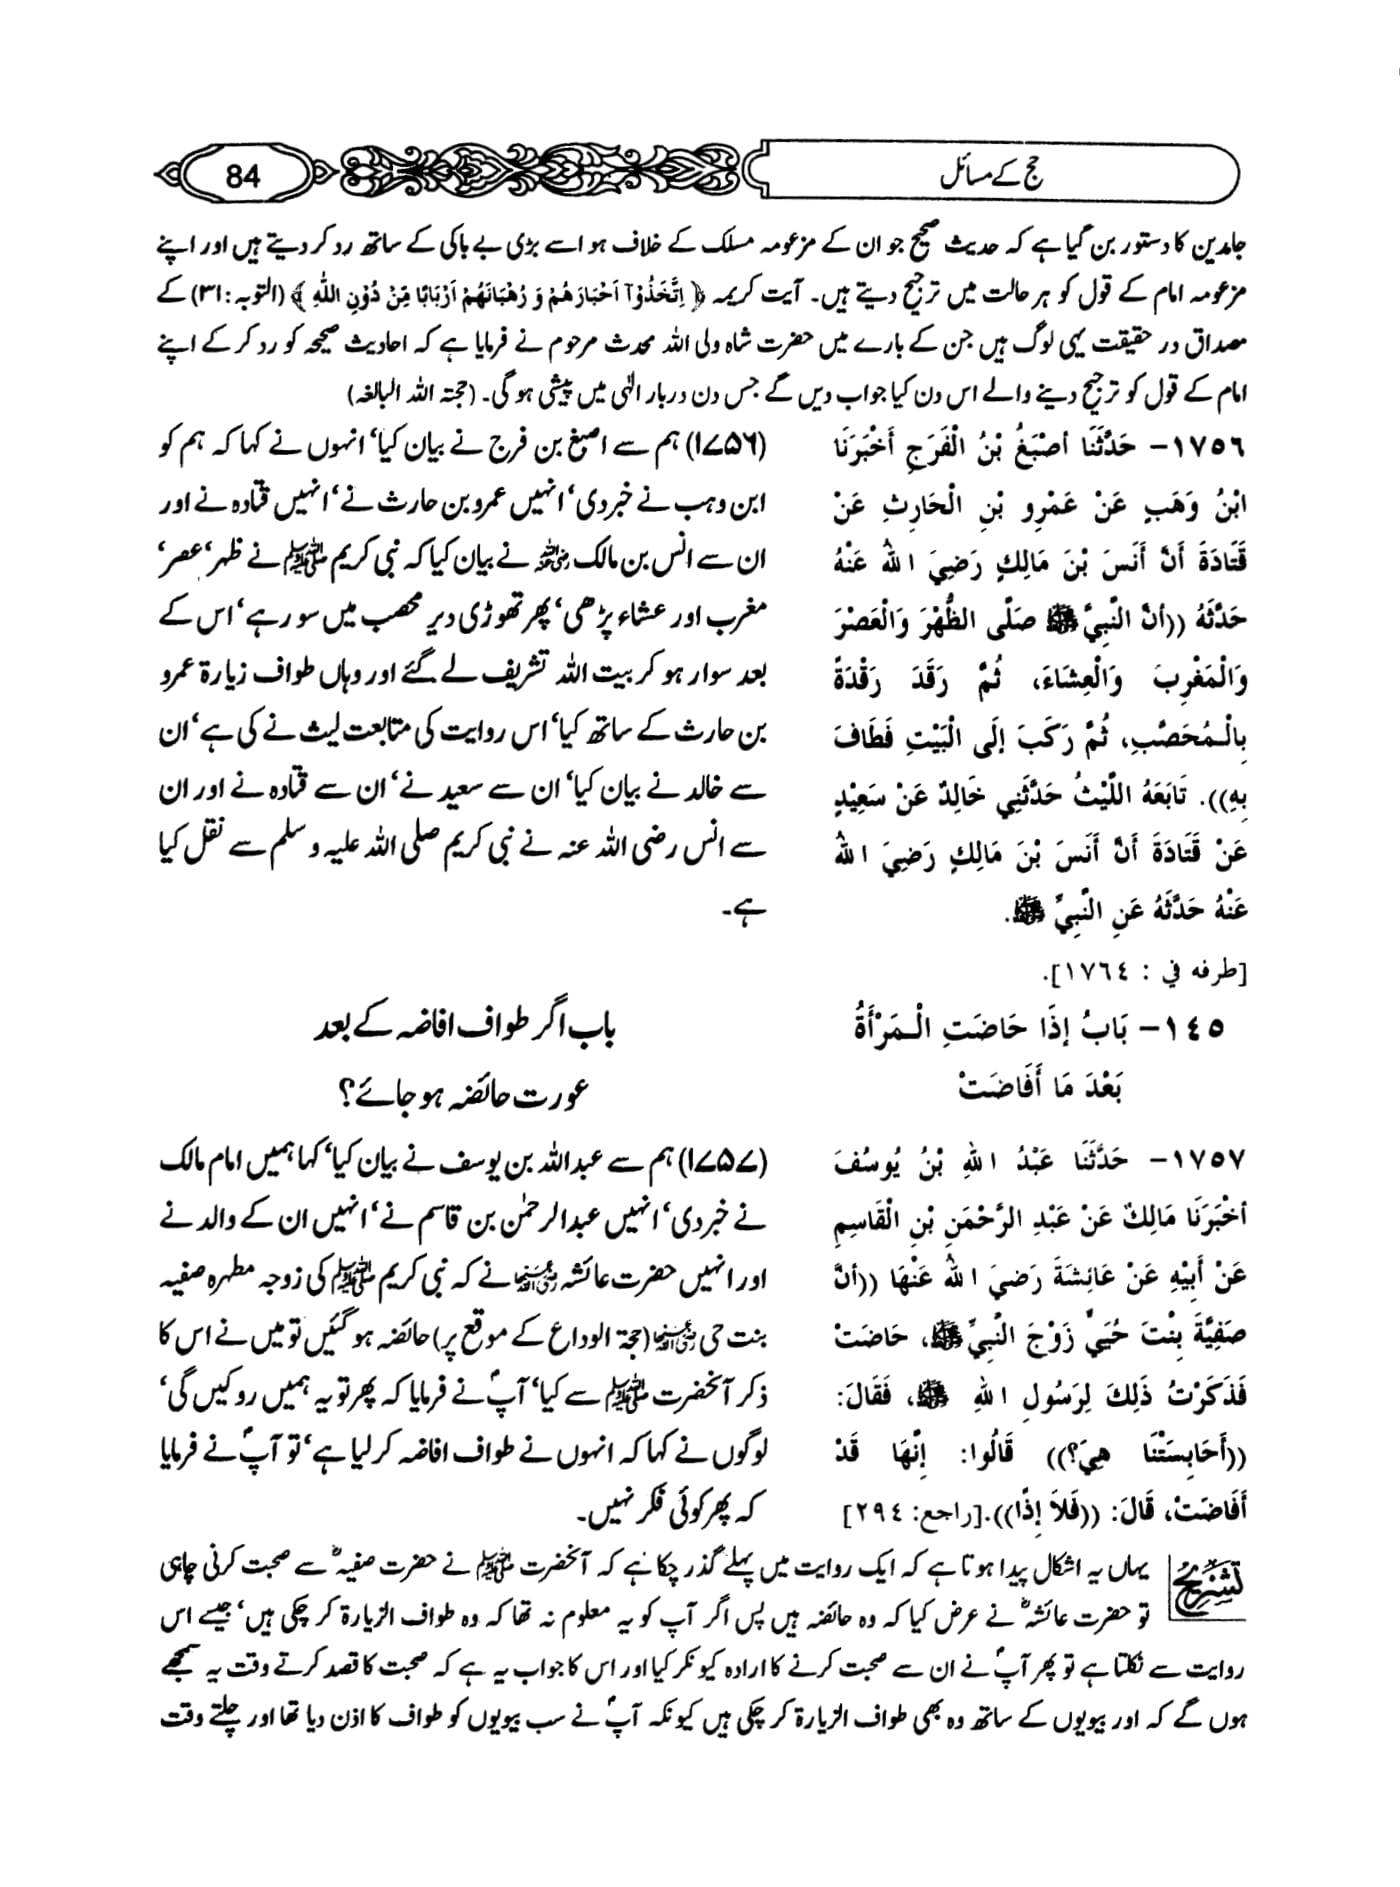 حج کے مسائل
84
جامدین کا دستور بن گیا ہے کہ حدیث صحیح جو ان کے مزعومہ مسلک کے خلاف ہو اسے بڑی بے باکی کے ساتھ رد کر دیتے ہیں اور اپنے
مزعومہ امام کے قول کو ہر حالت میں ترجیح دیتے ہیں۔ آیت کریمہ ﴿ اِتَّخَذُوْآ اَحْبَارَهُمْ وَ رُهْبَانَهُمْ اَرْبَابًا مِّنْ دُوْنِ اللّٰهِ ﴾ (التوبہ:۳۱) کے
مصداق در حقیقت یہی لوگ ہیں جن کے بارے میں حضرت شاہ ولی اللہ محدث مرحوم نے فرمایا ہے کہ احادیث صحیحہ کو رد کر کے اپنے
امام کے قول کو ترجیح دینے والے اس دن کیا جواب دیں گے جس دن دربار الٰہی میں پیشی ہو گی۔ (حجتہ اللہ البالغہ)
١٧٥٦- حَدَّثَنَا أَصْبَغُ بْنُ الْفَرَجِ أَخْبَرَنَا
ابْنُ وَهَبٍ عَنْ عَمْرِو بْنِ الْحَارِثِ عَنْ
قَتَادَةَ أَنَّ أَنَسَ بْنَ مَالِكٍ رَضِيَ اللهُ عَنْهُ
حَدَّثَهُ ((أَنَّ النَّبِيَّ ﷺ صَلَّى الظُّهْرَ وَالْعَصْرَ
وَالْمَغْرِبَ وَالْعِشَاءَ، ثُمَّ رَقَدَ رَقْدَةً
بِالْمُحَصَّبِ، ثُمَّ رَكَبَ إِلَى الْبَيْتِ فَطَافَ
بِهِ)). تَابَعَهُ اللَّيْثُ حَدَّثَنِي خَالِدٌ عَنْ سَعِيْدٍ
عَنْ قَتَادَةَ أَنَّ أَنَسَ بْنَ مَالِكٍ رَضِيَ اللهُ
عَنْهُ حَدَّثَهُ عَنِ النَّبِيِّ ﷺ.
[طرفه في : ١٧٦٤].
(۱۷۵۶) ہم سے اصبغ بن فرج نے بیان کیا‘ انہوں نے کہا کہ ہم کو
ابن وہب نے خبر دی‘ انہیں عمرو بن حارث نے‘ انہیں قتادہ نے اور
ان سے انس بن مالک رضی اللہ عنہ نے بیان کیا کہ نبی کریم ﷺ نے ظہر‘ عصر‘
مغرب اور عشاء پڑھی‘ پھر تھوڑی دیر محصب میں سو رہے‘ اس کے
بعد سوار ہو کر بیت اللہ تشریف لے گئے اور وہاں طواف زیارۃ عمرو
بن حارث کے ساتھ کیا‘ اس روایت کی متابعت لیث نے کی ہے‘ ان
سے خالد نے بیان کیا‘ ان سے سعید نے‘ ان سے قتادہ نے اور ان
سے انس رضی اللہ عنہ نے نبی کریم صلی اللہ علیہ و سلم سے نقل کیا
ہے۔
١٤٥- بَابُ إِذَا حَاضَتِ الْمَرْأَةُ
بَعْدَ مَا أَفَاضَتْ
باب اگر طواف افاضہ کے بعد
عورت حائضہ ہو جائے؟
١٧٥٧- حَدَّثَنَا عَبْدُ اللهِ بْنُ يُوسُفَ
أَخْبَرَنَا مَالِكٌ عَنْ عَبْدِ الرَّحْمَنِ بْنِ الْقَاسِمِ
عَنْ أَبِيْهِ عَنْ عَائِشَةَ رَضِيَ اللهُ عَنْهَا ((أَنَّ
صَفِيَّةَ بِنْتَ حُيَيٍّ زَوْجَ النَّبِيِّ ﷺ، حَاضَتْ
فَذَكَرْتُ ذَلِكَ لِرَسُولِ اللهِ ﷺ، فَقَالَ:
((أَحَابِسَتُنَا هِيَ؟)) قَالُوا: إِنَّهَا قَدْ
أَفَاضَتْ، قَالَ: ((فَلاَ إِذًا)).[راجع: ٢٩٤]
(۱۷۵۷) ہم سے عبداللہ بن یوسف نے بیان کیا‘ کہا ہمیں امام مالک
نے خبر دی‘ انہیں عبدالرحمٰن بن قاسم نے‘ انہیں ان کے والد نے
اور انہیں حضرت عائشہ رضی اللہ عنہا نے کہ نبی کریم ﷺ کی زوجہ مطہرہ صفیہ
بنت حی رضی اللہ عنہا (حجۃ الوداع کے موقع پر) حائضہ ہو گئیں تو میں نے اس کا
ذکر آنحضرت ﷺ سے کیا‘ آپؐ نے فرمایا کہ پھر تو یہ ہمیں روکیں گی‘
لوگوں نے کہا کہ انہوں نے طواف افاضہ کر لیا ہے‘ تو آپؐ نے فرمایا
کہ پھر کوئی فکر نہیں۔
تشریح
یہاں یہ اشکال پیدا ہوتا ہے کہ ایک روایت میں پہلے گذر چکا ہے کہ آنحضرت ﷺ نے حضرت صفیہؓ سے صحبت کرنی چاہی
تو حضرت عائشہؓ نے عرض کیا کہ وہ حائضہ ہیں پس اگر آپ کو یہ معلوم نہ تھا کہ وہ طواف الزیارۃ کر چکی ہیں‘ جیسے اس
روایت سے نکلتا ہے تو پھر آپؐ نے ان سے صحبت کرنے کا ارادہ کیونکر کیا اور اس کا جواب یہ ہے کہ صحبت کا قصد کرتے وقت یہ سمجھے
ہوں گے کہ اور بیویوں کے ساتھ وہ بھی طواف الزیارۃ کر چکی ہیں کیونکہ آپؐ نے سب بیویوں کو طواف کا اذن دیا تھا اور چلتے وقت